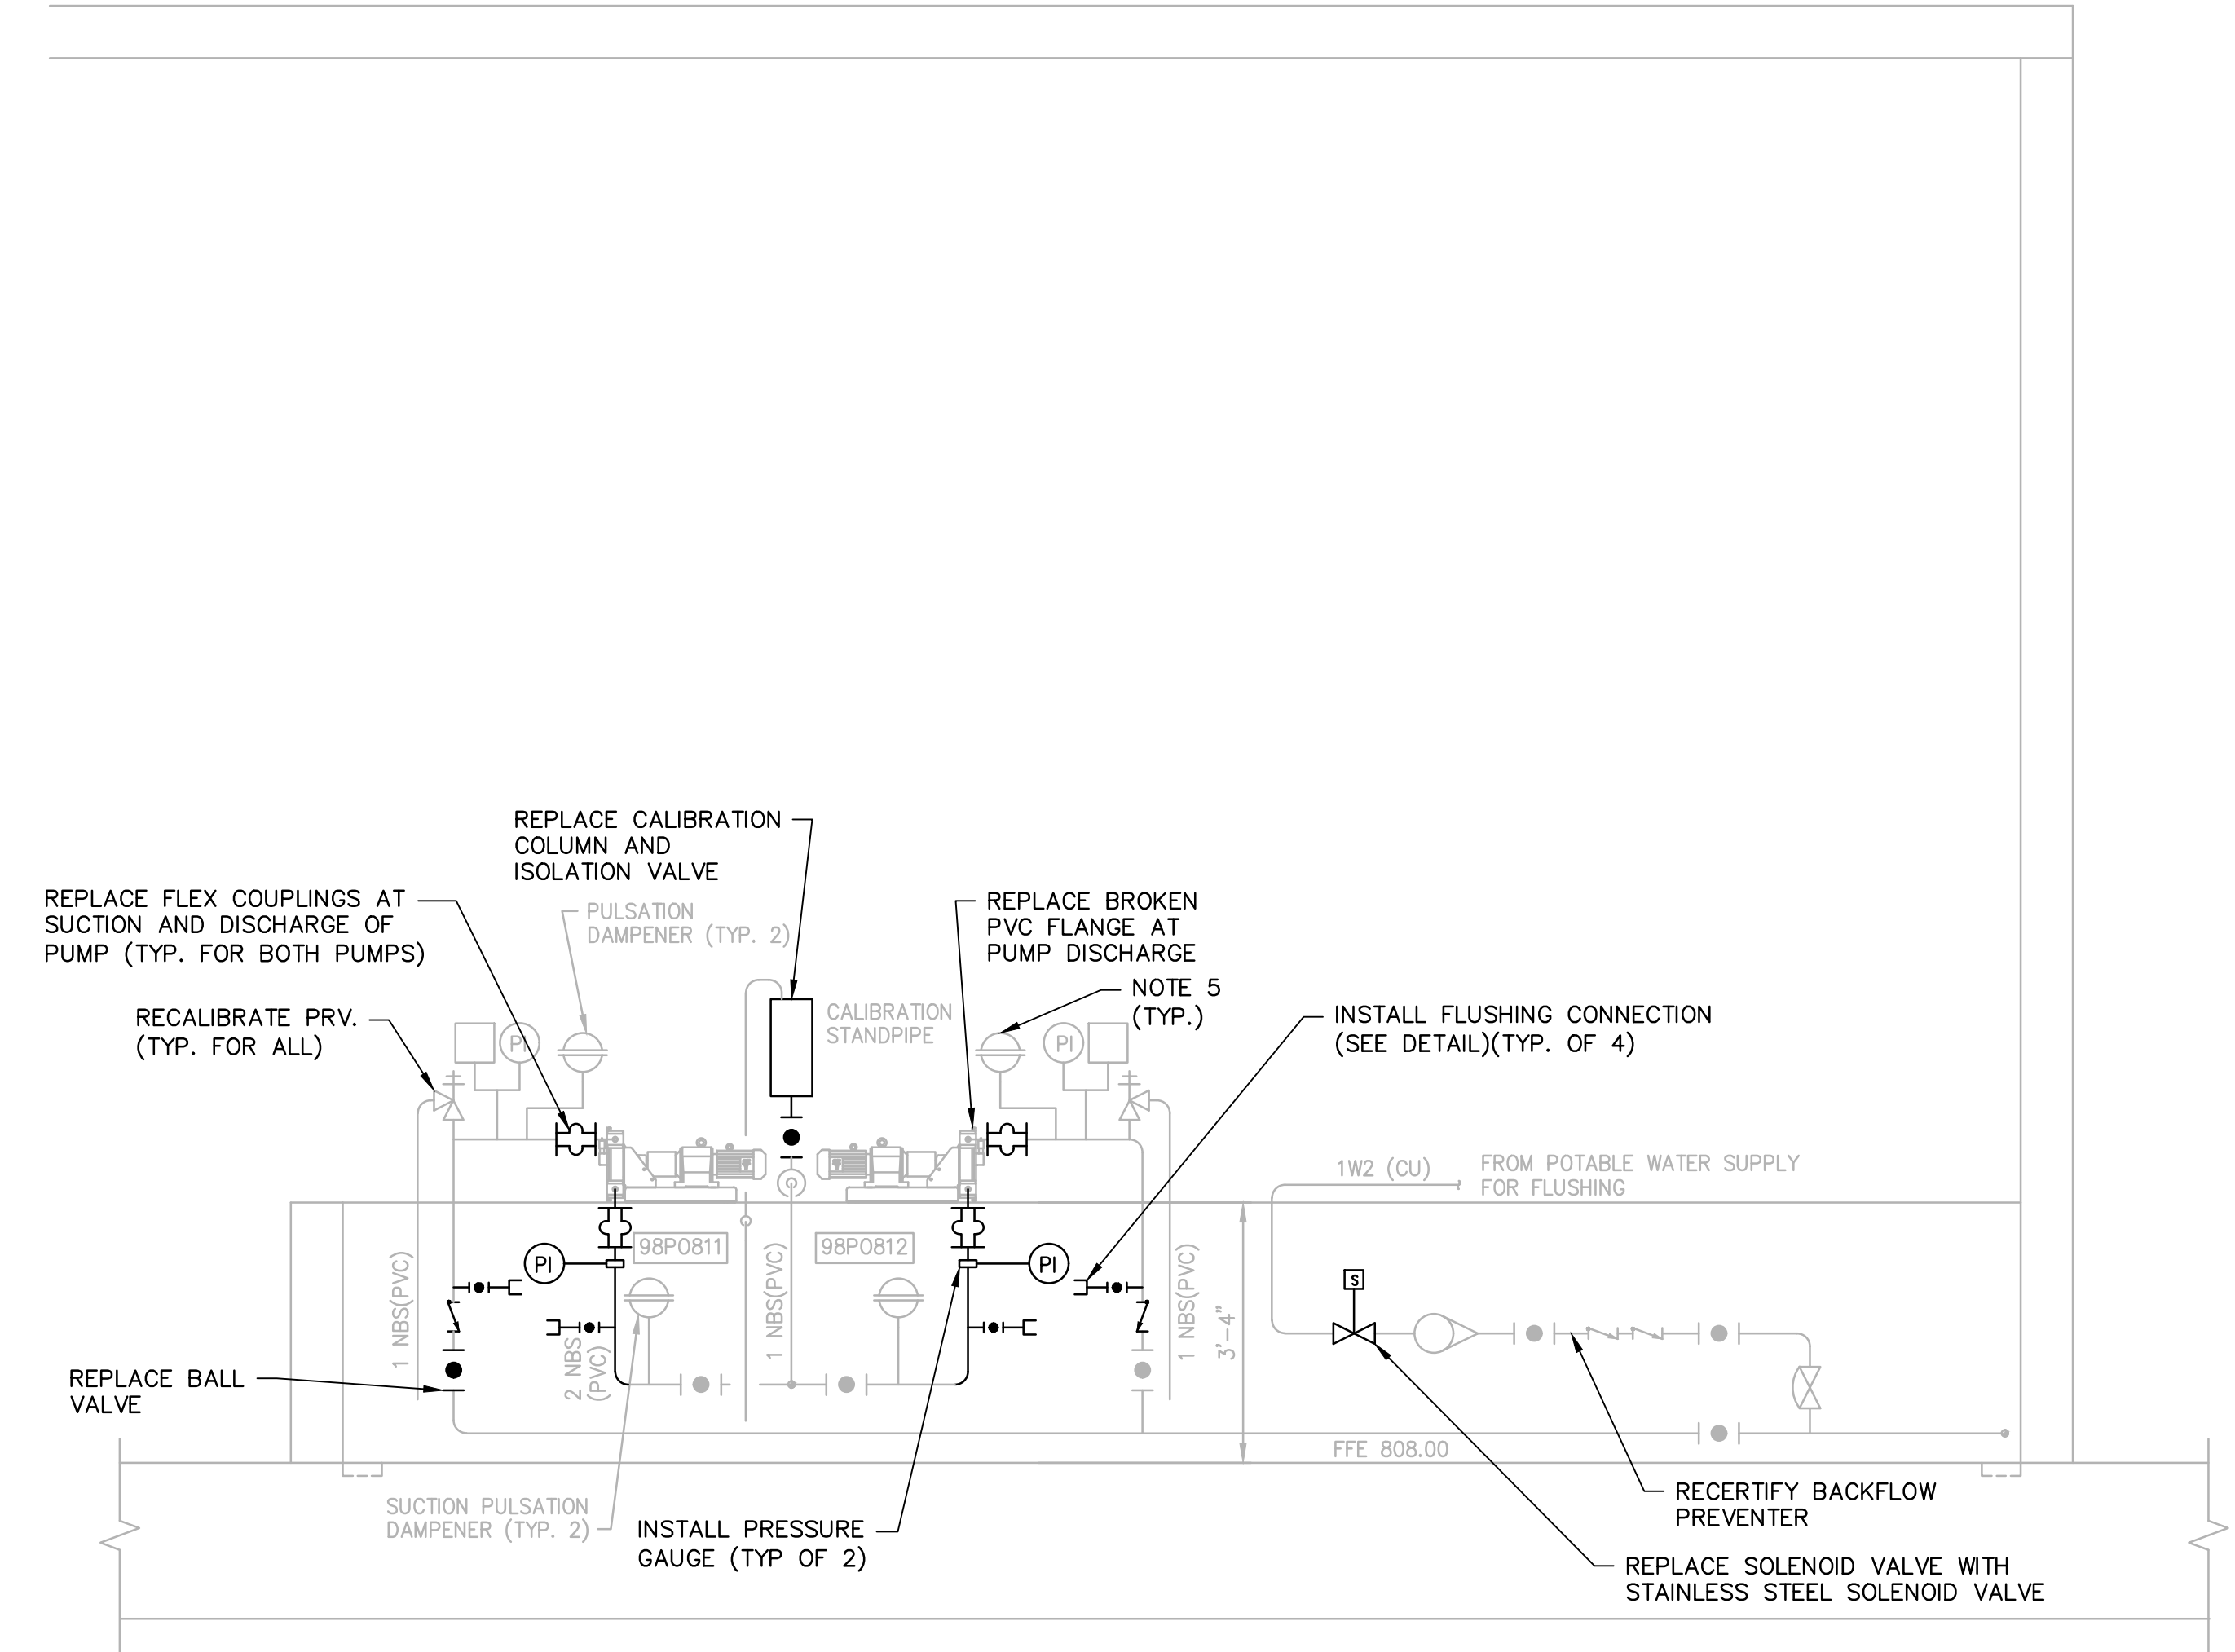 REPLACE CALIBRATION
COLUMN AND
ISOLATION VALVE
REPLACE FLEX COUPLINGS AT
SUCTION AND DISCHARGE OF
PUMP (TYP. FOR BOTH PUMPS)
PULSATION
DAMPENER (TYP. 2)
REPLACE BROKEN
PVC FLANGE AT
PUMP DISCHARGE
NOTE 5
(TYP.)
RECALIBRATE PRV.
(TYP. FOR ALL)
CALIBRATION
STANDPIPE
INSTALL FLUSHING CONNECTION
(SEE DETAIL)(TYP. OF 4)
PI
PI
1W2 (CU)
FROM POTABLE WATER SUPPLY
FOR FLUSHING
98P0811
98P0812
PI
PI
S
1 NBS(PVC)
2 NBS
(PVC)
1 NBS(PVC)
1 NBS(PVC)
3'-4"
REPLACE BALL
VALVE
FFE 808.00
SUCTION PULSATION
DAMPENER (TYP. 2)
INSTALL PRESSURE
GAUGE (TYP OF 2)
RECERTIFY BACKFLOW
PREVENTER
REPLACE SOLENOID VALVE WITH
STAINLESS STEEL SOLENOID VALVE